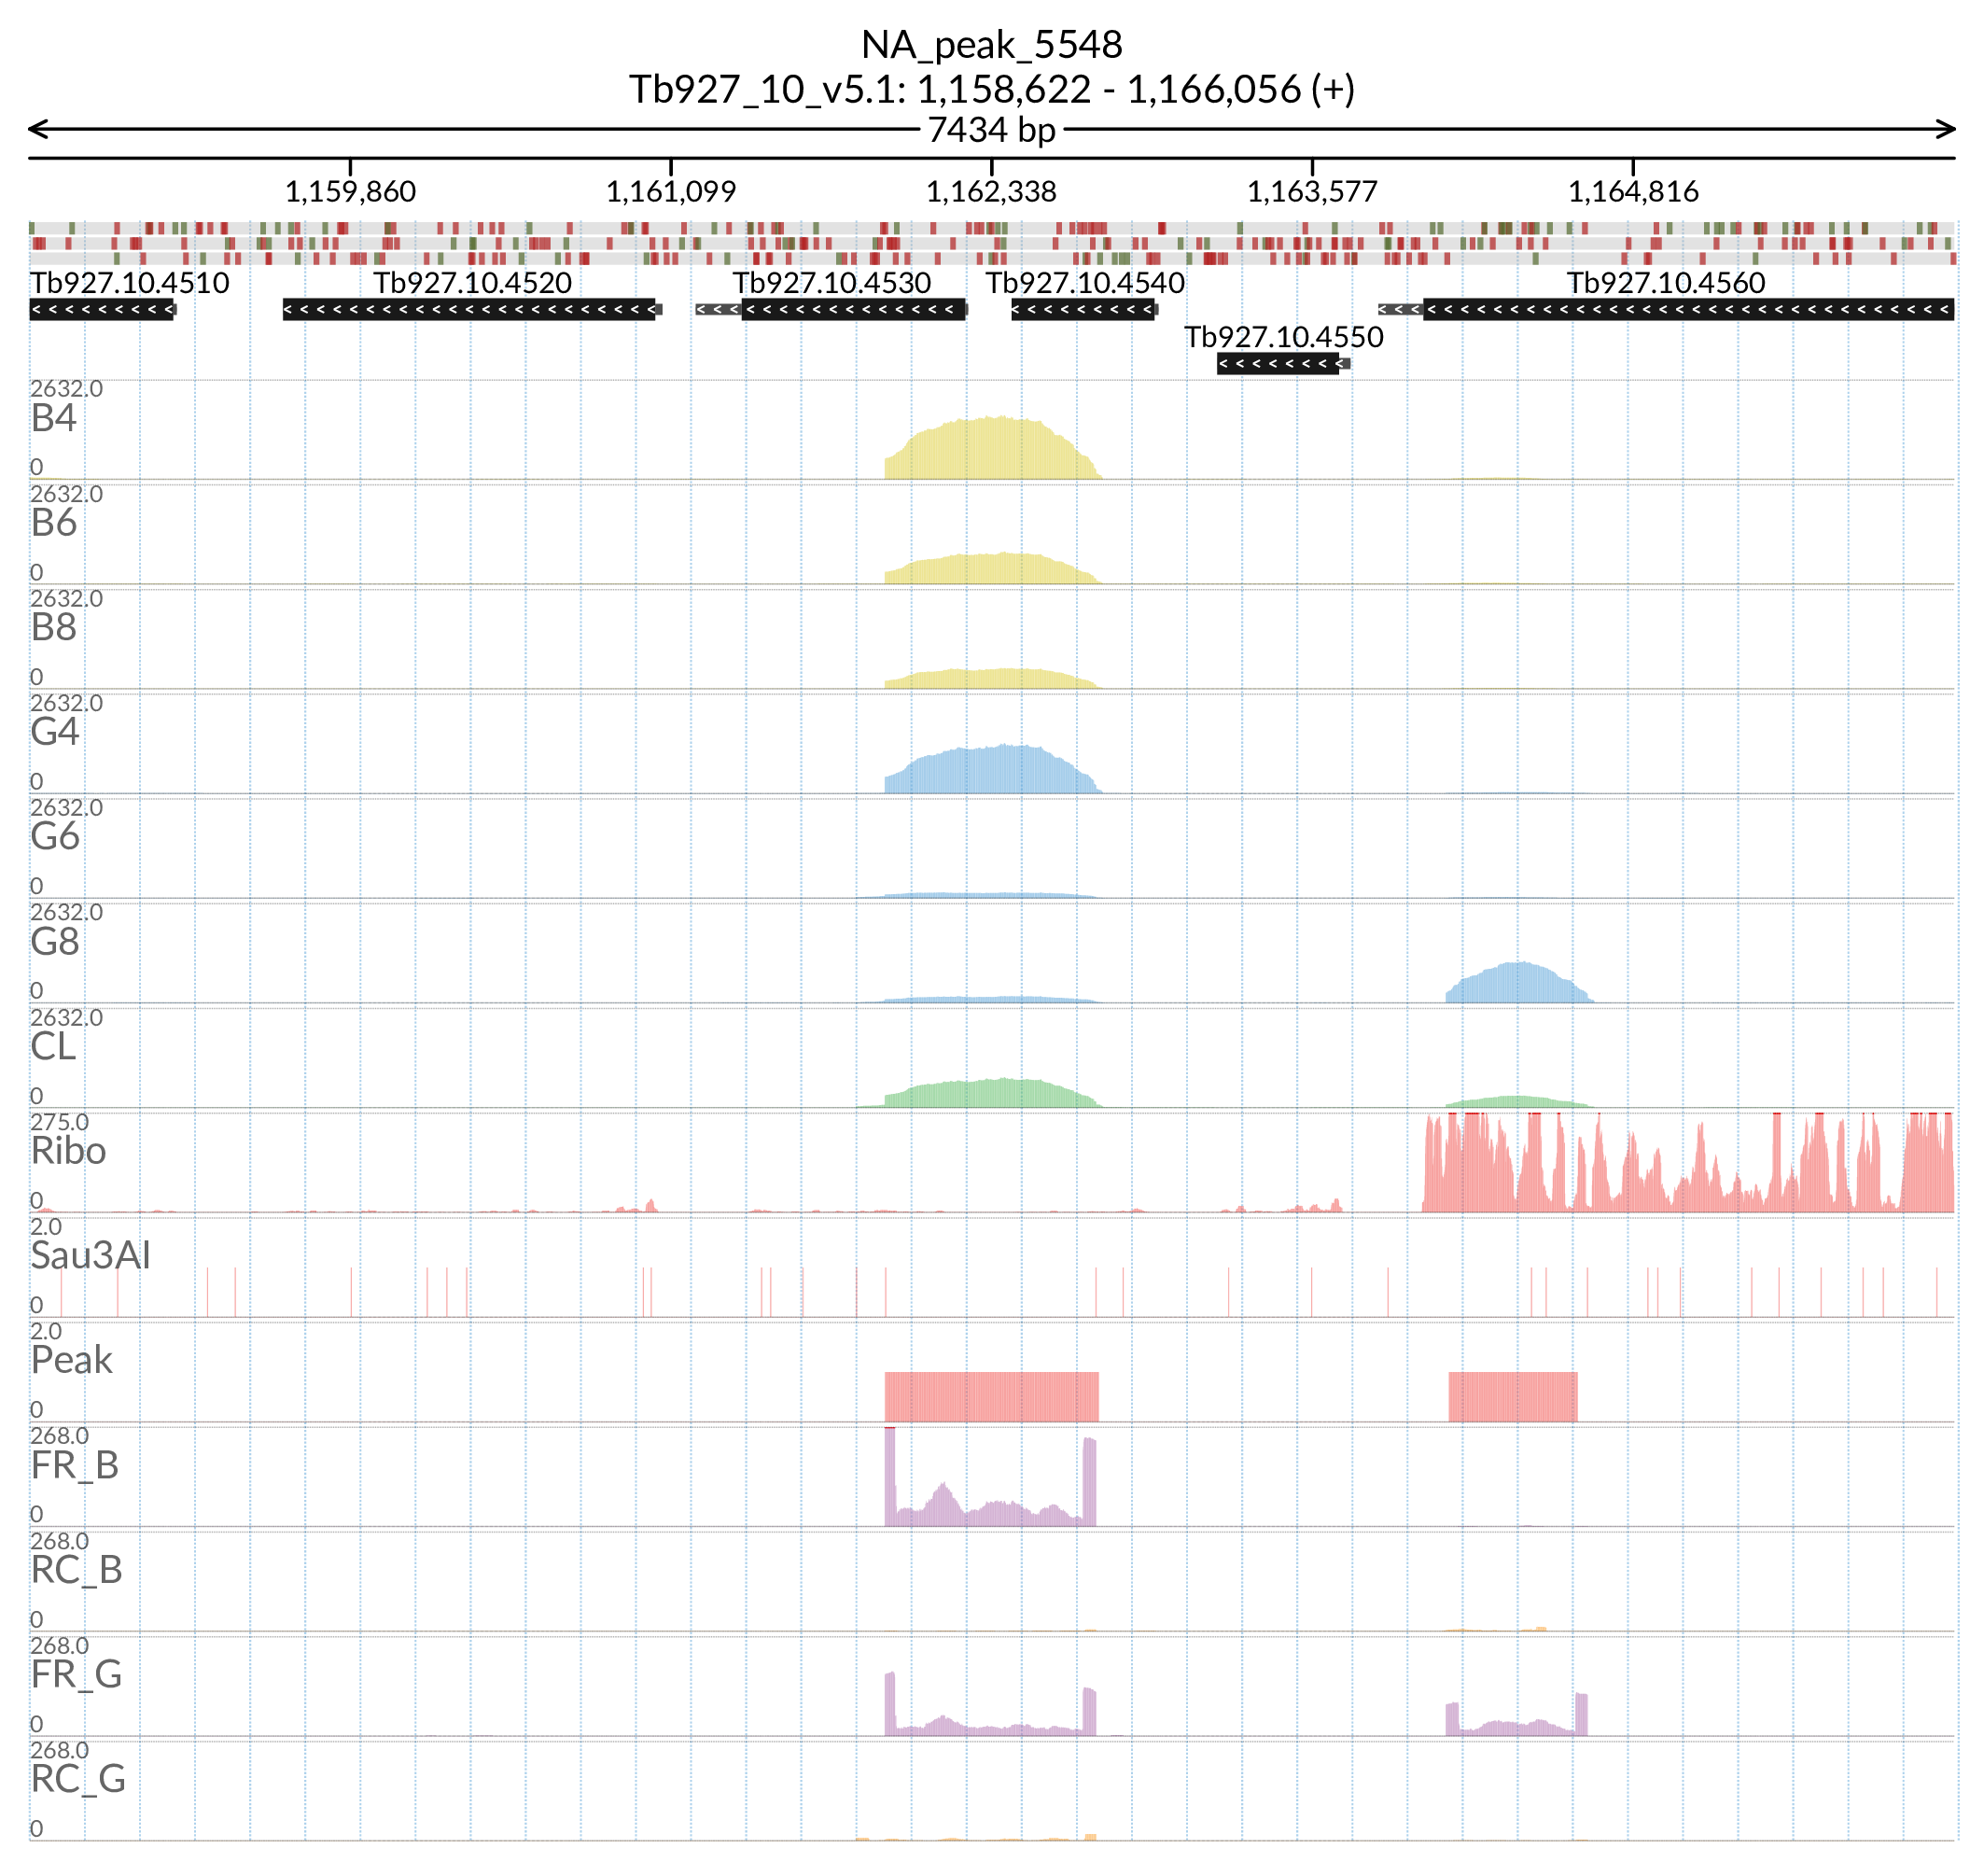 NA_peak_5548
Tb927_10_v5.1: 1,158,622 - 1,166,056 (+)
7434 bp
1,159,860 1,161,099 1,162,338 1,163,577 1,164,816
Tb927.10.4510 Tb927.10.4520 Tb927.10.4530 Tb927.10.4540 Tb927.10.4560
Tb927.10.4550
2632.0
B4
0
2632.0
B6
0
2632.0
B8
0
2632.0
G4
0
2632.0
G6
0
2632.0
G8
0
2632.0
CL
0
275.0
Ribo
0
2.0
Sau3AI
0
2.0
Peak
0
268.0
FR_B
0
268.0
RC_B
0
268.0
FR_G
0
268.0
RC_G
0